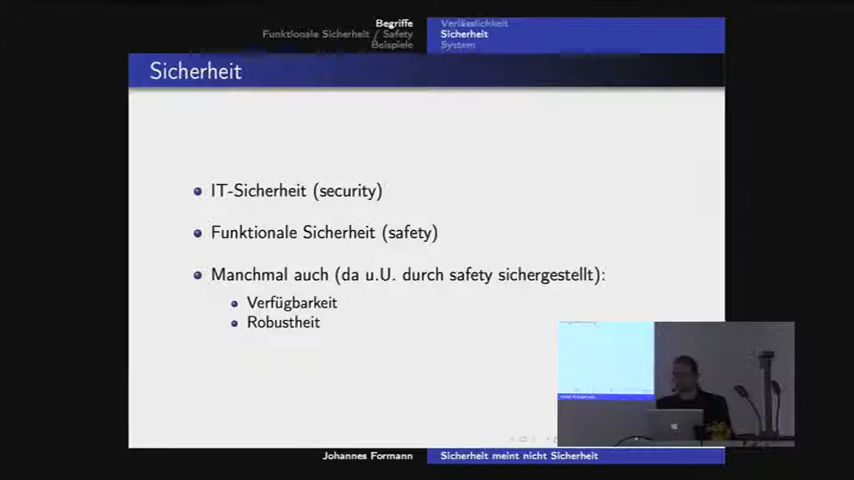 Begriffe
Funktionale Sicherheit / Safety
Beispiele
Verlässlichkeit
Sicherheit
System
Sicherheit
IT-Sicherheit (security)
Funktionale Sicherheit (safety)
Manchmal auch (da u.U. durch safety sichergestellt):
Verfügbarkeit
Robustheit
Johannes Formann
Sicherheit meint nicht Sicherheit